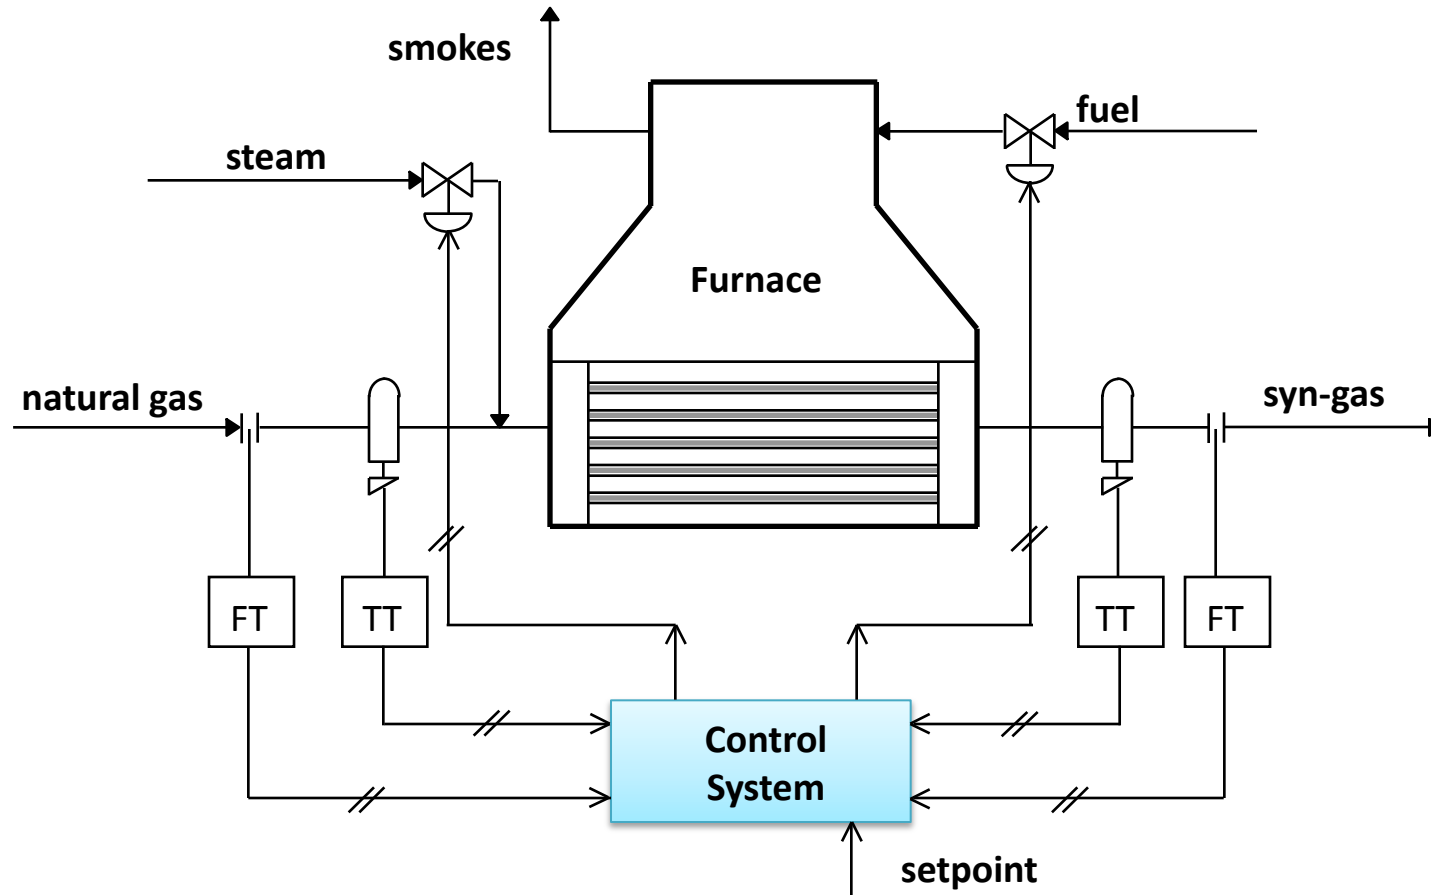 smokes
fuel
steam
Furnace
natural gas
syn-gas
FT
TT
TT
FT
Control
System
setpoint